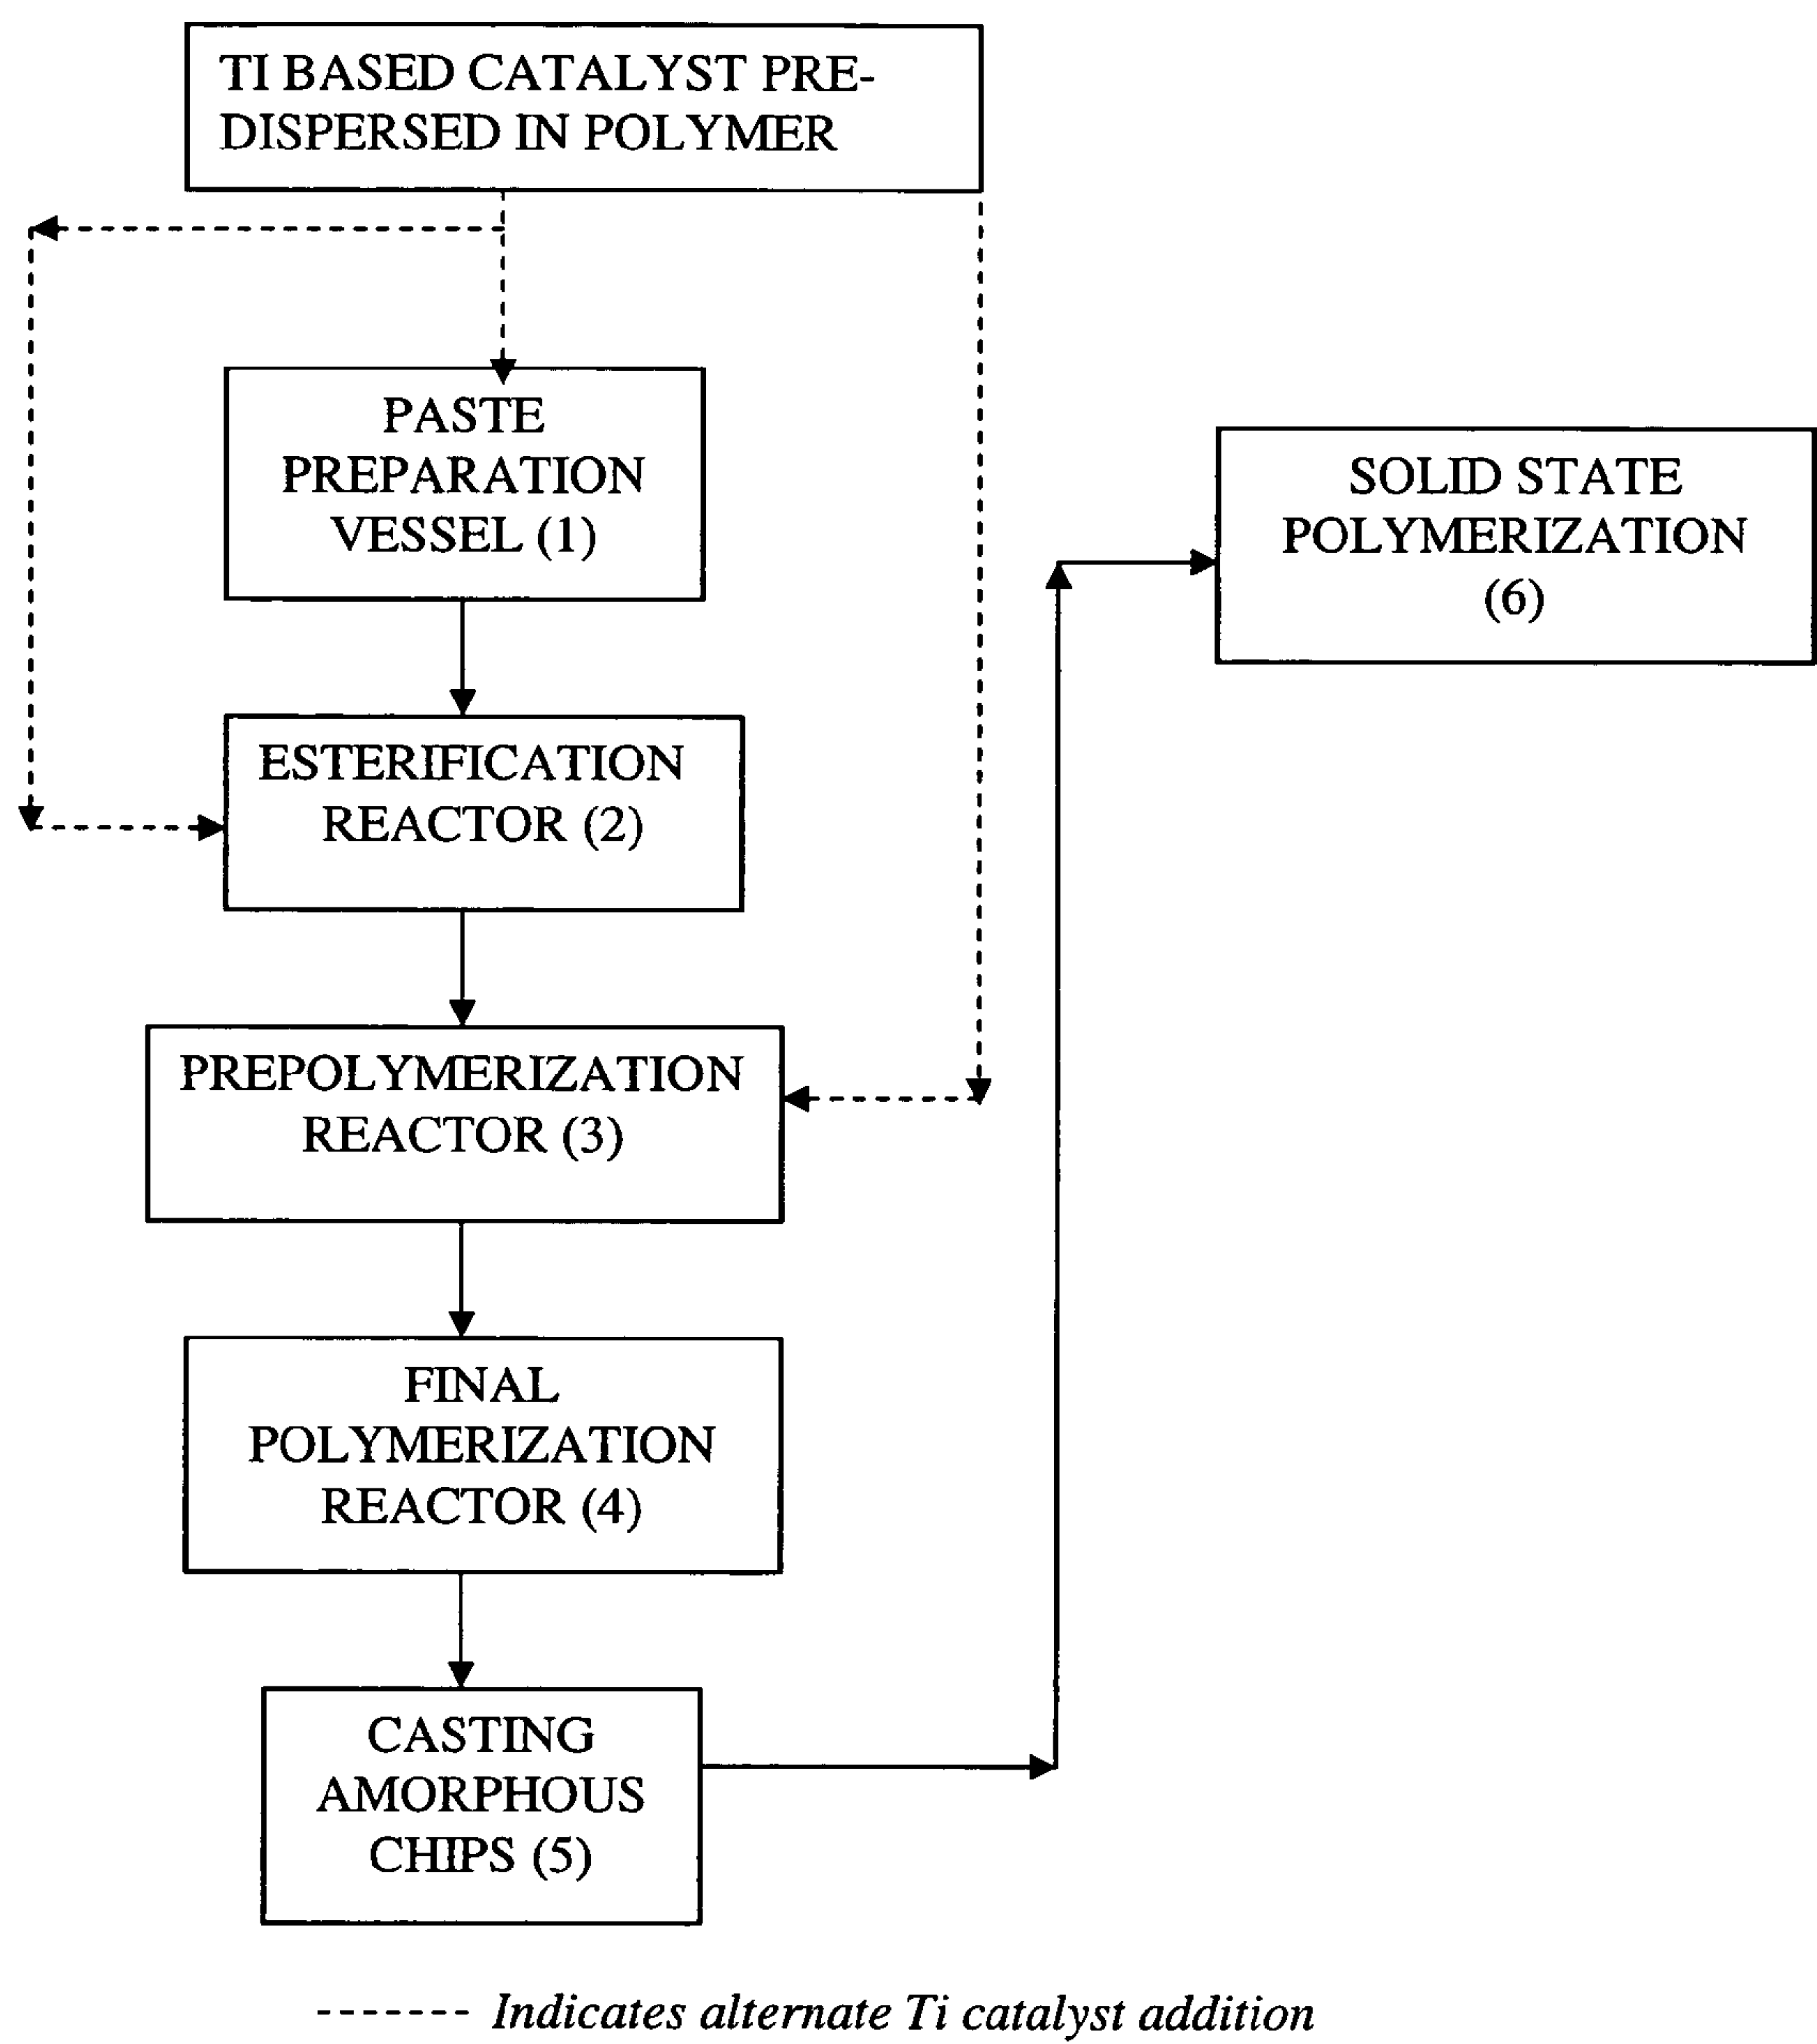 TI BASED CATALYST PRE-
DISPERSED IN POLYMER
PASTE
PREPARATION
VESSEL (1)
SOLID STATE
POLYMERIZATION
(6)
ESTERIFICATION
REACTOR (2)
PREPOLYMERIZATION
REACTOR (3)
FINAL
POLYMERIZATION
REACTOR (4)
CASTING
AMORPHOUS
CHIPS (5)
Indicates alternate Ti catalyst addition